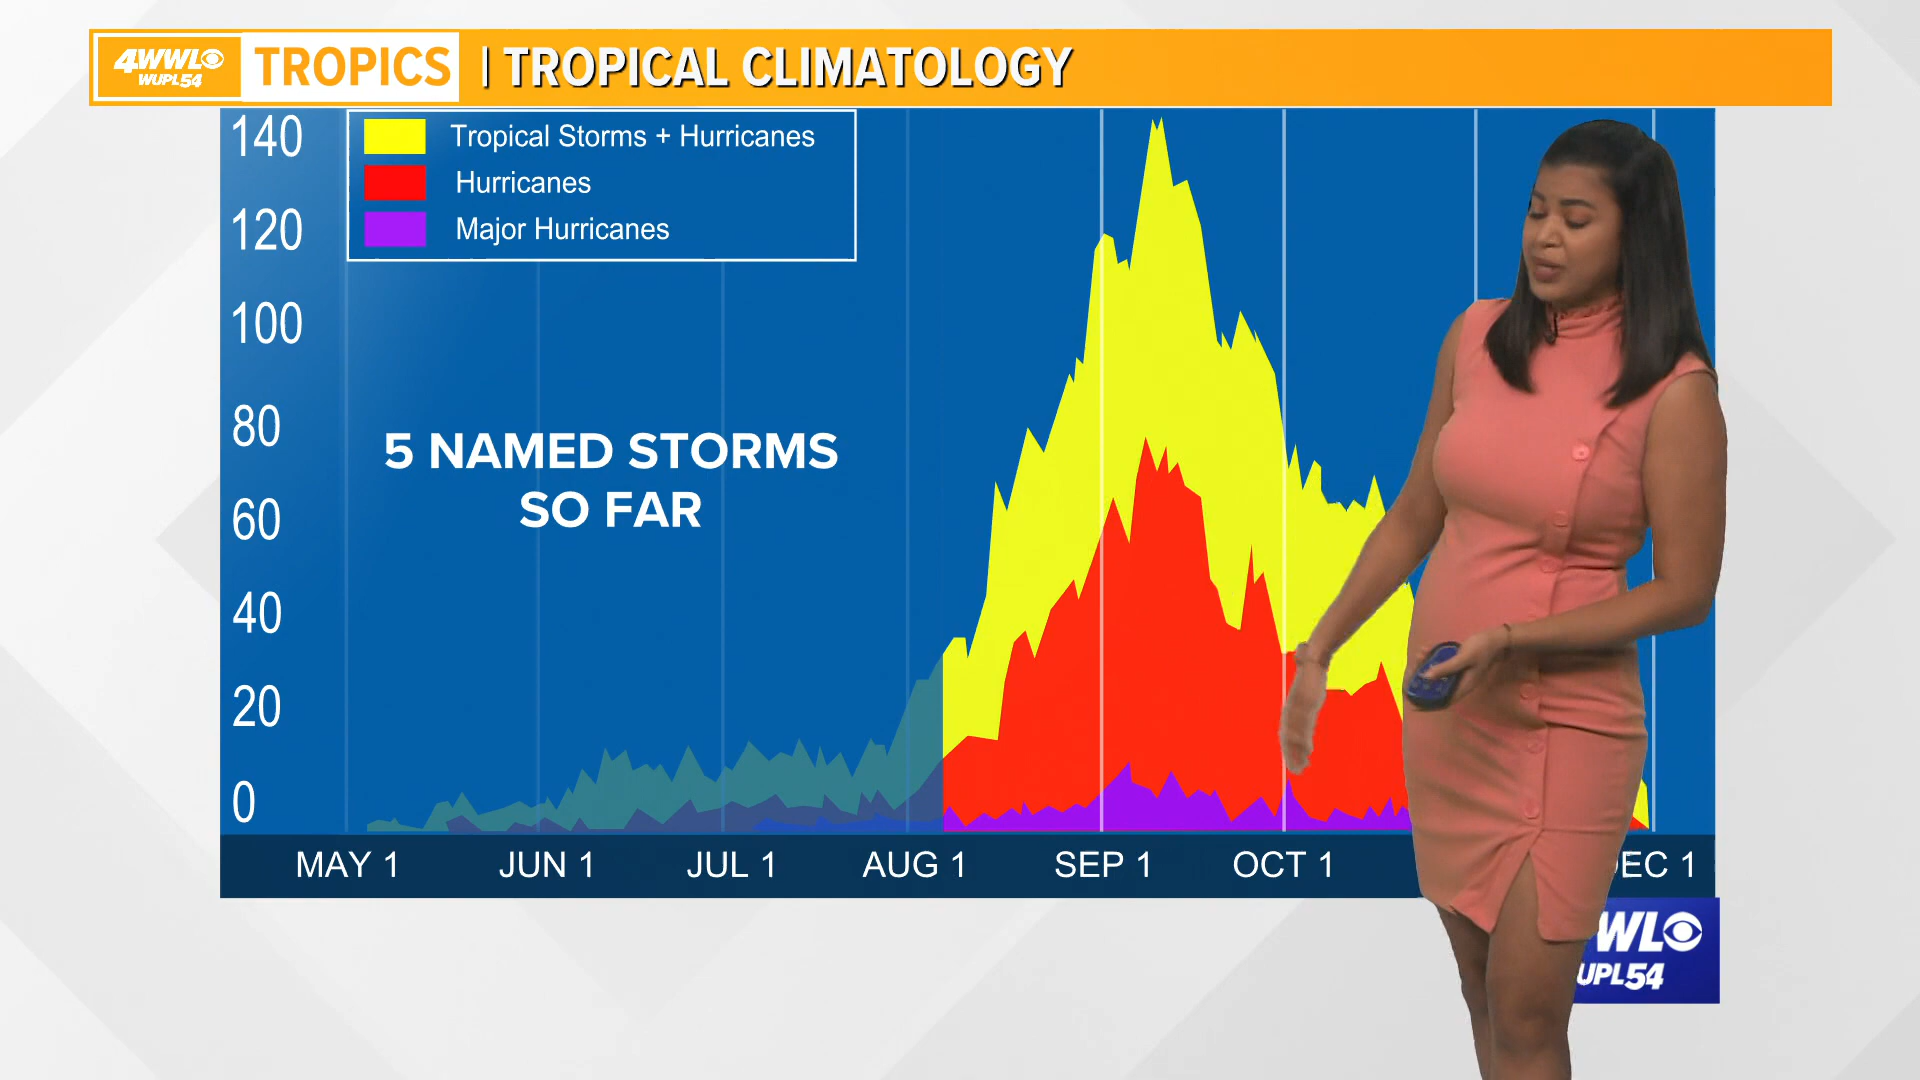 4WWL
WUPL54
TROPICS
| TROPICAL CLIMATOLOGY
140
120
100
80
60
40
20
0
Tropical Storms + Hurricanes
Hurricanes
Major Hurricanes
5 NAMED STORMS
SO FAR
MAY 1
JUN 1
JUL 1
AUG 1
SEP 1
OCT 1
EC 1
WL
UPL54